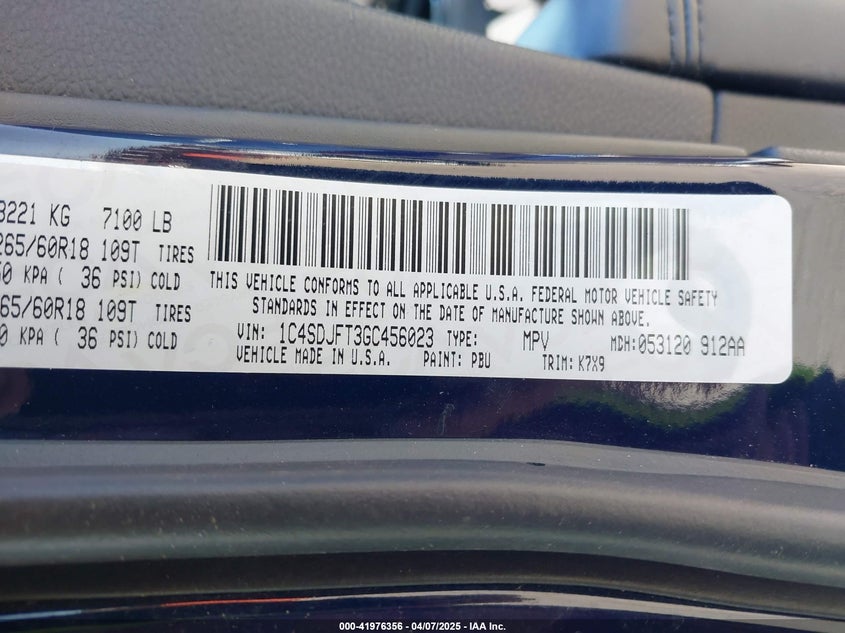 3221 KG 7100 LB
265/60R18 109T TIRES
50 KPA ( 36 PSI) COLD
65/60R18 109T TIRES
0 KPA ( 36 PSI) COLD
THIS VEHICLE CONFORMS TO ALL APPLICABLE U.S.A. FEDERAL MOTOR VEHICLE SAFETY
STANDARDS IN EFFECT ON THE DATE OF MANUFACTURE SHOWN ABOVE.
VIN: 1C4SDJFT3GC456023 TYPE: MPV MDH: 053120 912AA
VEHICLE MADE IN U.S.A. PAINT: PBU TRIM: K7X9
000-41976356 - 04/07/2025 - IAA Inc.